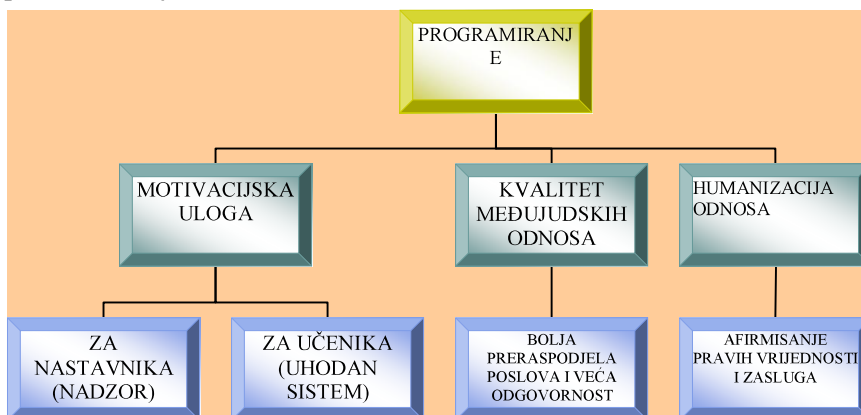 PROGRAMIRANJ
E
MOTIVACIJSKA
ULOGA
KVALITET
MEĐUJUDSKIH
ODNOSA
HUMANIZACIJA
ODNOSA
ZA
NASTAVNIKA
(NADZOR)
ZA UČENIKA
(UHODAN
SISTEM)
BOLJA
PRERASPODJELA
POSLOVA I VEĆA
ODGOVORNOST
AFIRMISANJE
PRAVIH VRIJEDNOSTI
I ZASLUGA